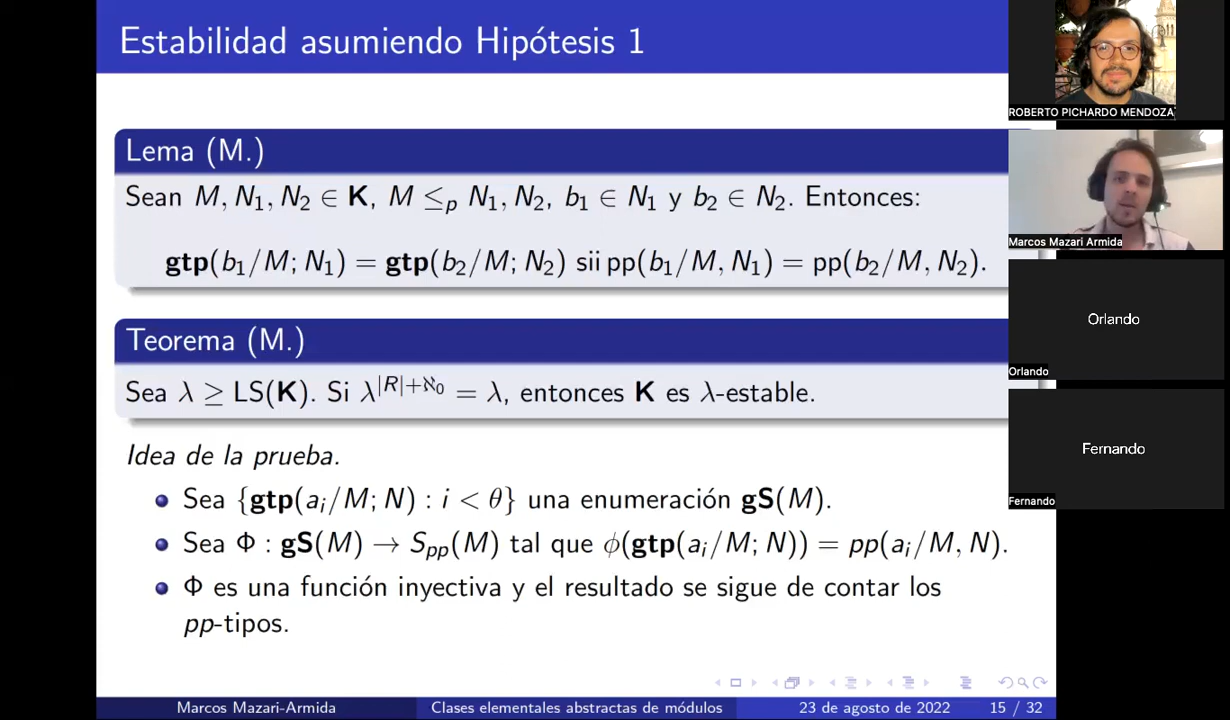 Estabilidad asumiendo Hipótesis 1
Lema (M.)
Sean M, N₁, N₂ ∈ K, M ≤ₚ N₁, N₂, b₁ ∈ N₁ y b₂ ∈ N₂. Entonces:
gtp(b₁/M; N₁) = gtp(b₂/M; N₂) sii pp(b₁/M, N₁) = pp(b₂/M, N₂).
Teorema (M.)
Sea λ ≥ LS(K). Si λ^{|R|+ℵ₀} = λ, entonces K es λ-estable.
Idea de la prueba.
Sea {gtp(aᵢ/M; N) : i < θ} una enumeración gS(M).
Sea Φ : gS(M) → Sₚₚ(M) tal que ϕ(gtp(aᵢ/M; N)) = pp(aᵢ/M, N).
Φ es una función inyectiva y el resultado se sigue de contar los
pp-tipos.
Marcos Mazari-Armida
Clases elementales abstractas de módulos
23 de agosto de 2022
15 / 32
ROBERTO PICHARDO MENDOZA
Marcos Mazari Armida
Orlando
Orlando
Fernando
Fernando